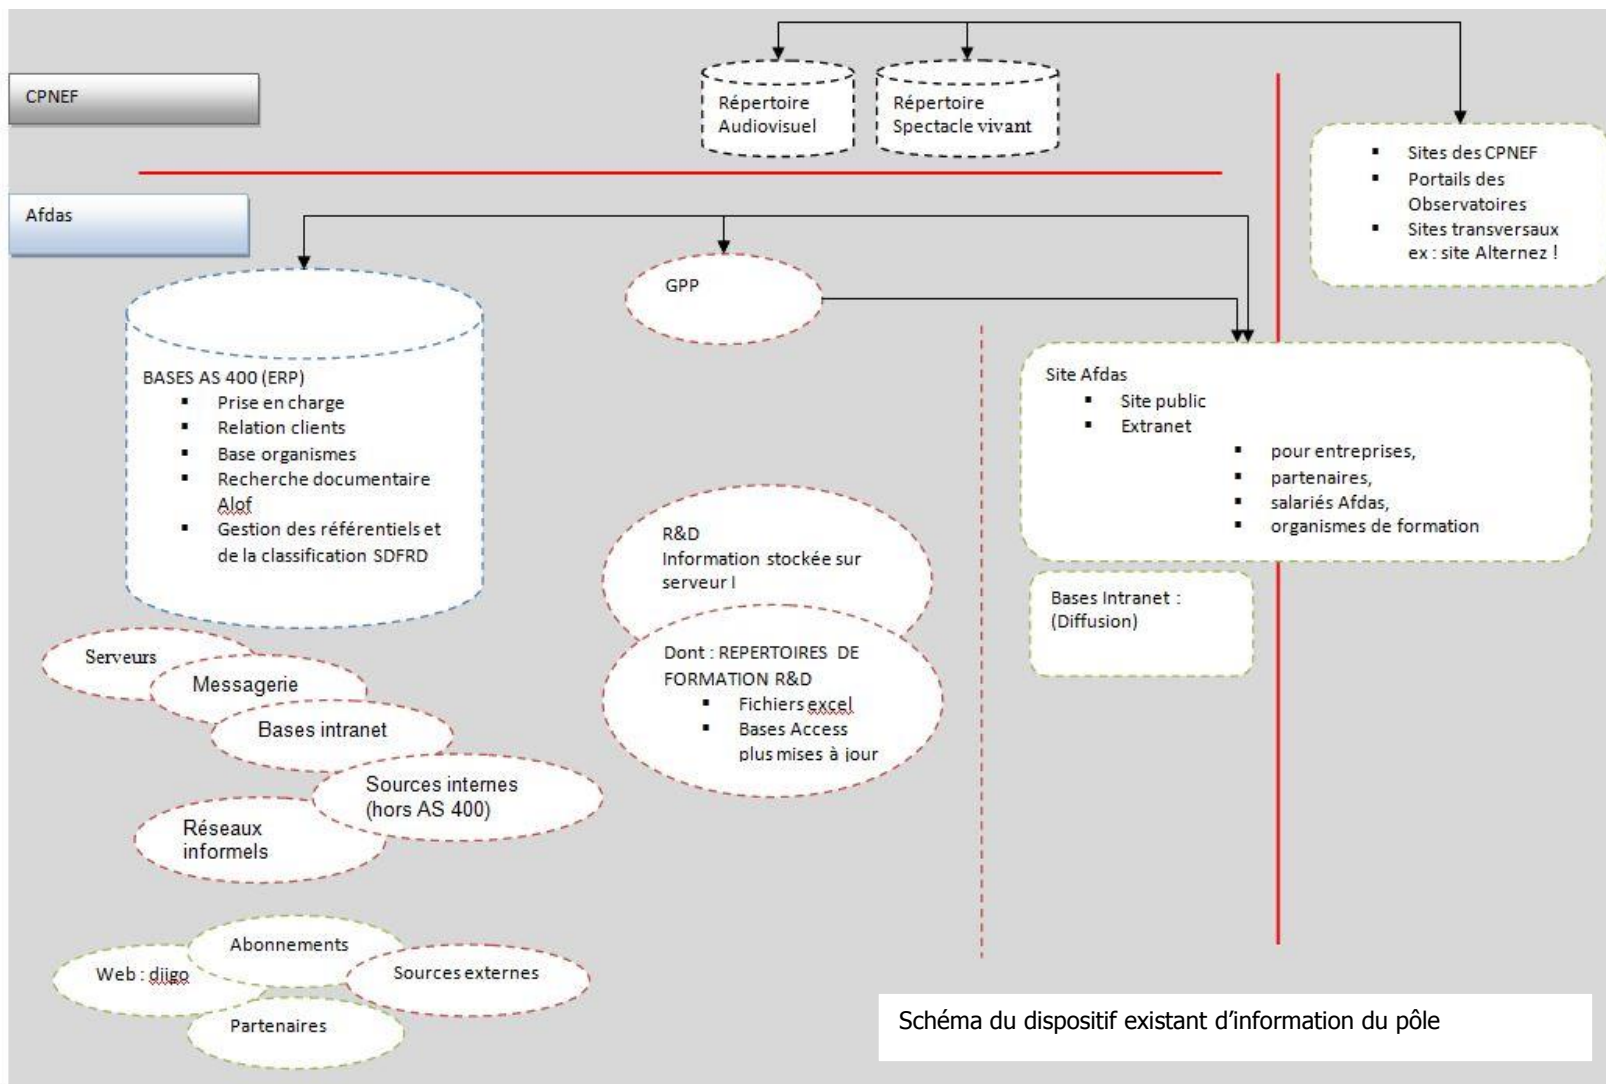 CPNEF
Répertoire
Audiovisuel
Répertoire
Spectacle vivant
▪ Sites des CPNEF
▪ Portails des
Observatoires
▪ Sites transversaux
ex : site Alternez !
Afdas
GPP
BASES AS 400 (ERP)
▪ Prise en charge
▪ Relation clients
▪ Base organismes
▪ Recherche documentaire
Alof
▪ Gestion des référentiels et
de la classification SDFRD
Site Afdas
▪ Site public
▪ Extranet
▪ pour entreprises,
▪ partenaires,
▪ salariés Afdas,
▪ organismes de formation
R&D
Information stockée sur
serveur I
Dont : REPERTOIRES DE
FORMATION R&D
▪ Fichiers excel
▪ Bases Access
plus mises à jour
Bases Intranet :
(Diffusion)
Serveurs
Messagerie
Bases intranet
Sources internes
(hors AS 400)
Réseaux
informels
Abonnements
Web : diigo
Sources externes
Partenaires
Schéma du dispositif existant d’information du pôle